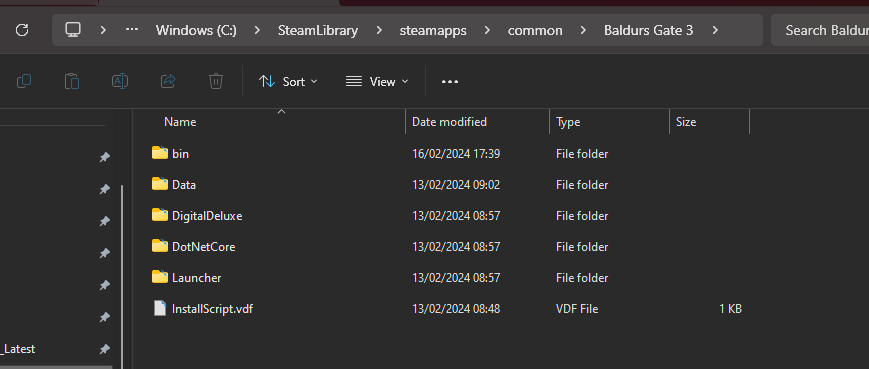 Windows (C:) > SteamLibrary > steamapps > common > Baldurs Gate 3 >
Search Baldur
Sort
View
Name Date modified Type Size
bin 16/02/2024 17:39 File folder
Data 13/02/2024 09:02 File folder
DigitalDeluxe 13/02/2024 08:57 File folder
DotNetCore 13/02/2024 08:57 File folder
Launcher 13/02/2024 08:57 File folder
InstallScript.vdf 13/02/2024 08:48 VDF File 1 KB
_Latest